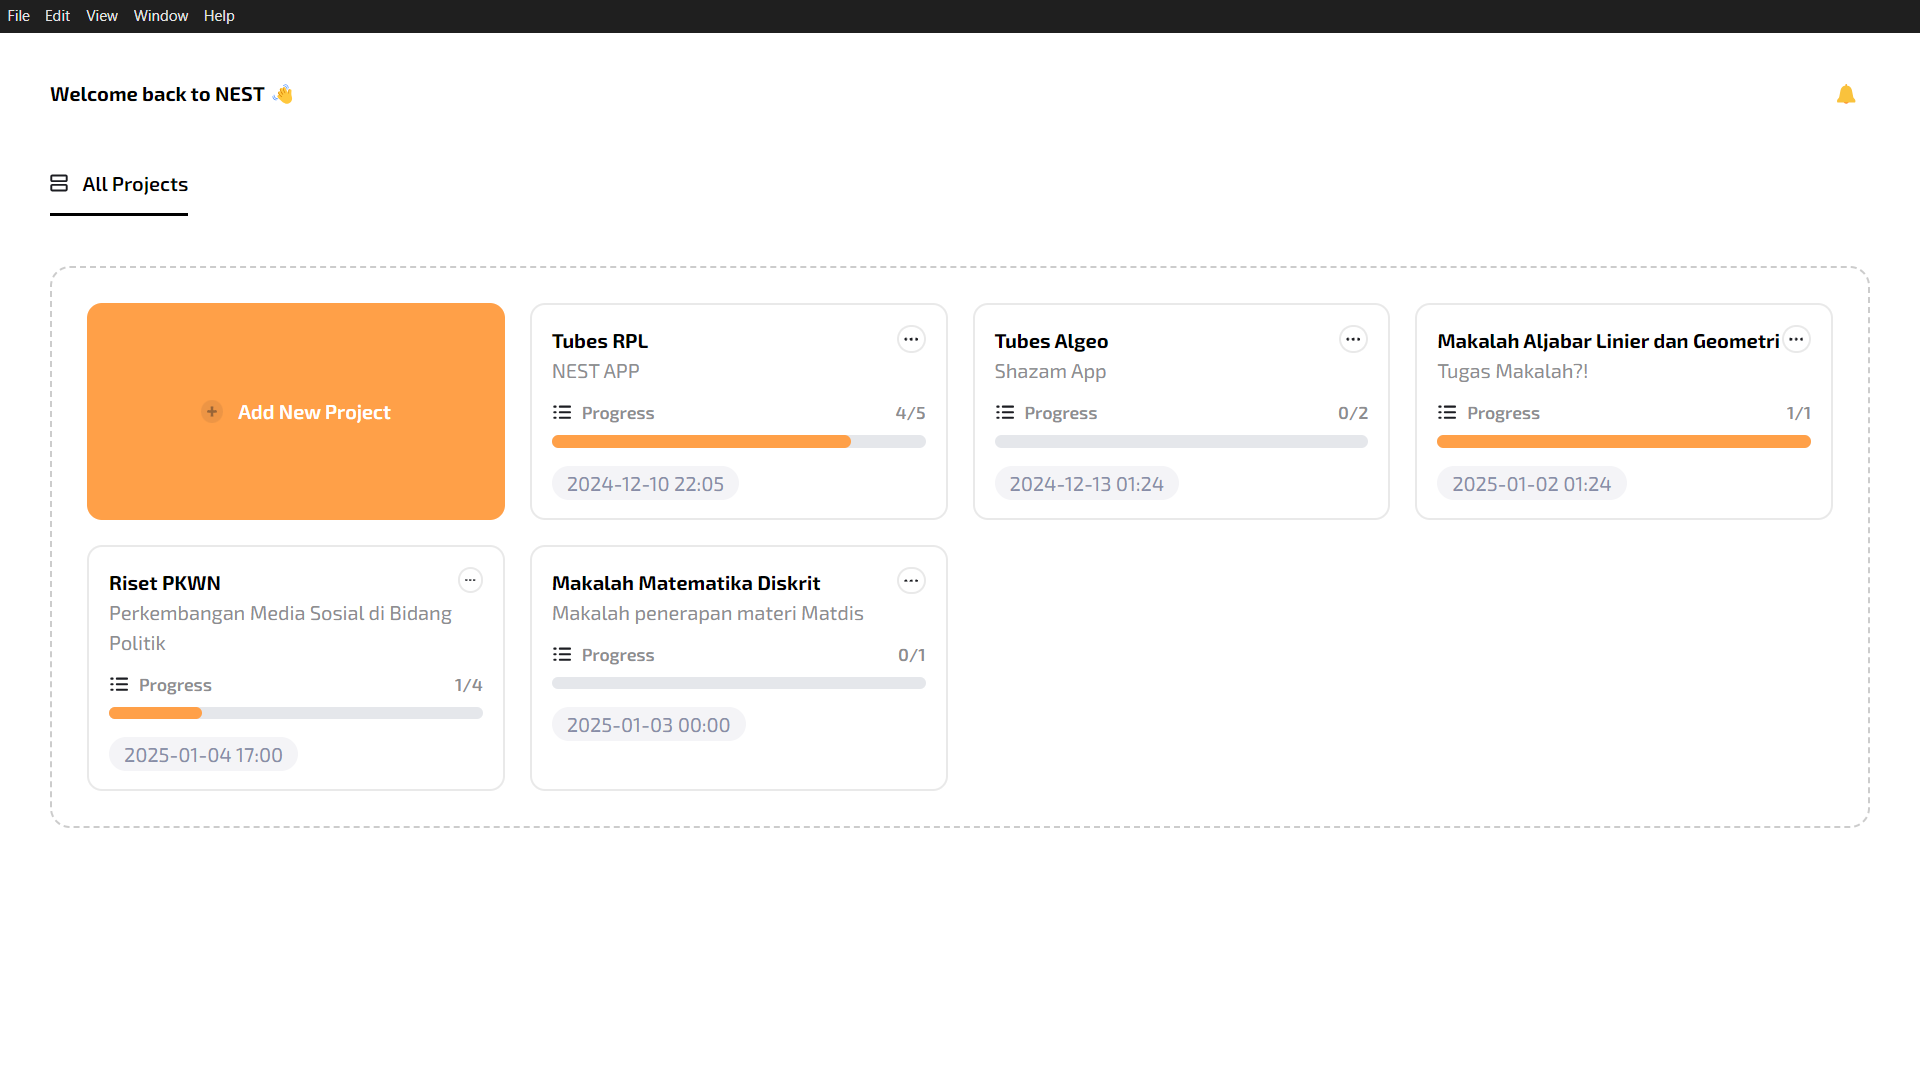 File Edit View Window Help
Welcome back to NEST 👋
All Projects
Add New Project
Tubes RPL
NEST APP
Progress 4/5
2024-12-10 22:05
Tubes Algeo
Shazam App
Progress 0/2
2024-12-13 01:24
Makalah Aljabar Linier dan Geometri
Tugas Makalah?!
Progress 1/1
2025-01-02 01:24
Riset PKWN
Perkembangan Media Sosial di Bidang
Politik
Progress 1/4
2025-01-04 17:00
Makalah Matematika Diskrit
Makalah penerapan materi Matdis
Progress 0/1
2025-01-03 00:00